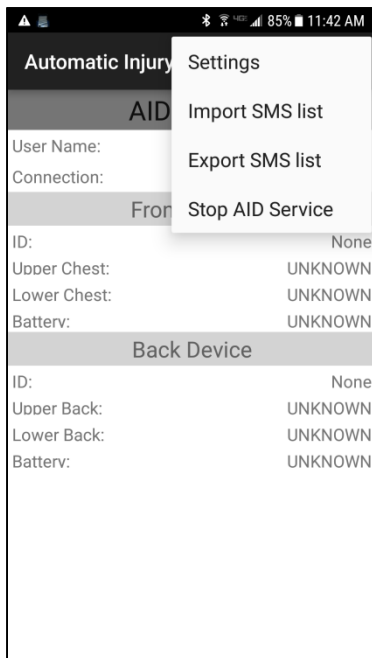 4G 85% 11:42 AM
Automatic Injury
Settings
Import SMS list
Export SMS list
Stop AID Service
AID
User Name:
Connection:
Fron
ID: None
Upper Chest: UNKNOWN
Lower Chest: UNKNOWN
Battery: UNKNOWN
Back Device
ID: None
Upper Back: UNKNOWN
Lower Back: UNKNOWN
Battery: UNKNOWN